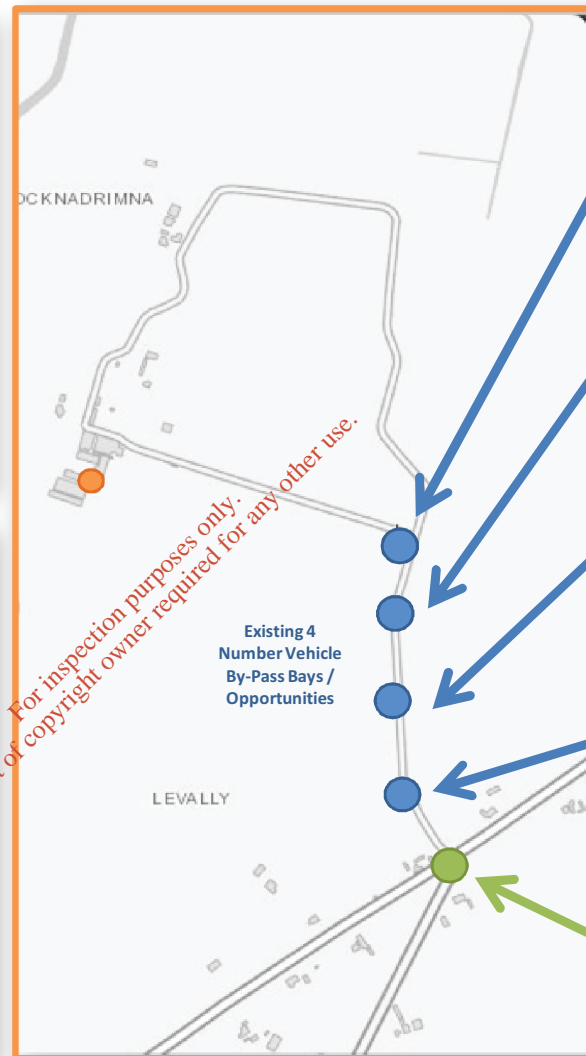 OCKNADRIMNA
For inspection purposes only.
of copyright owner required for any other use.
Existing 4
Number Vehicle
By-Pass Bays /
Opportunities
LEVALLY